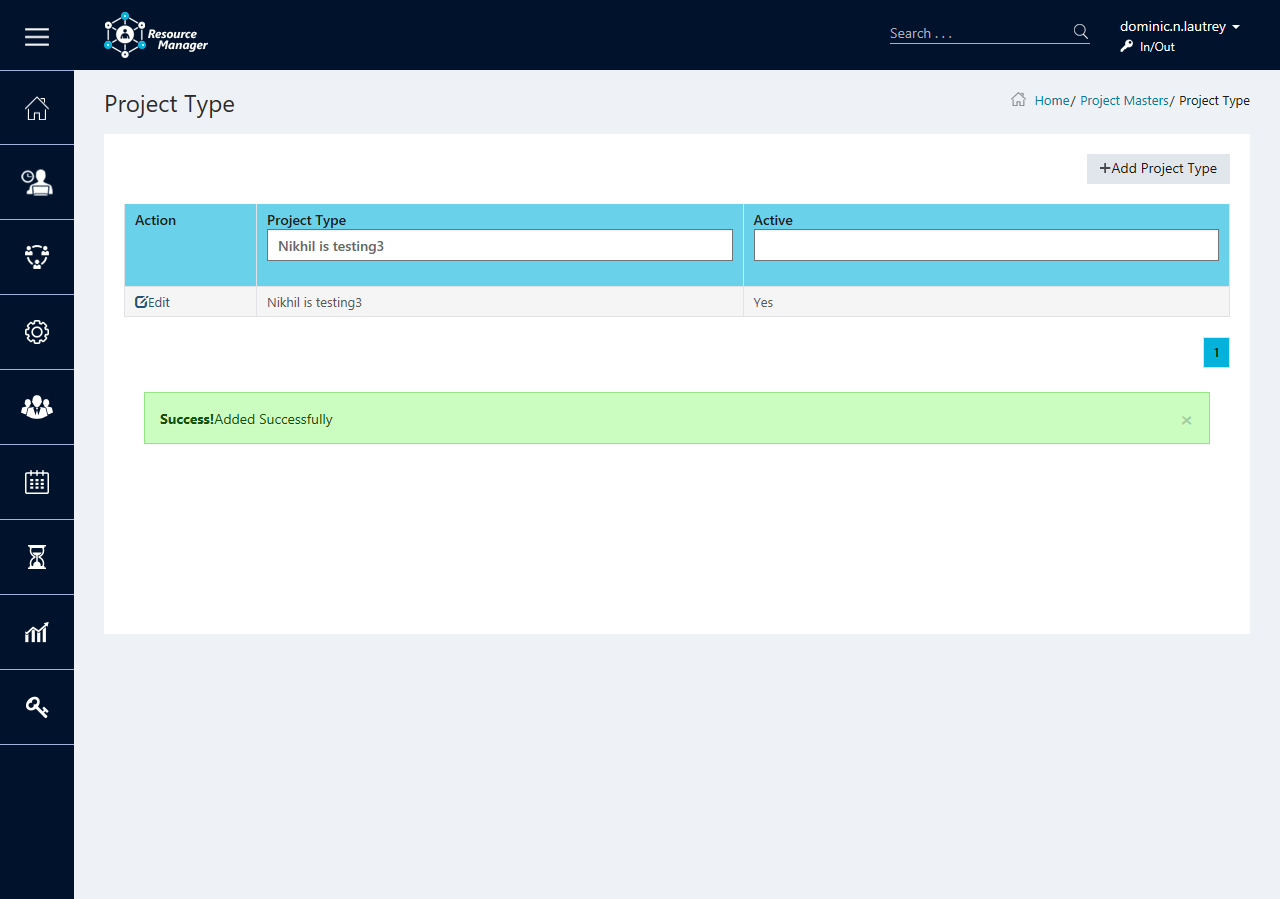 Resource
Manager
Search . . .
dominic.n.lautrey
In/Out
Project Type
Home/ Project Masters/ Project Type
+Add Project Type
Action Project Type Active
Nikhil is testing3
Edit Nikhil is testing3 Yes
1
Success!Added Successfully ×